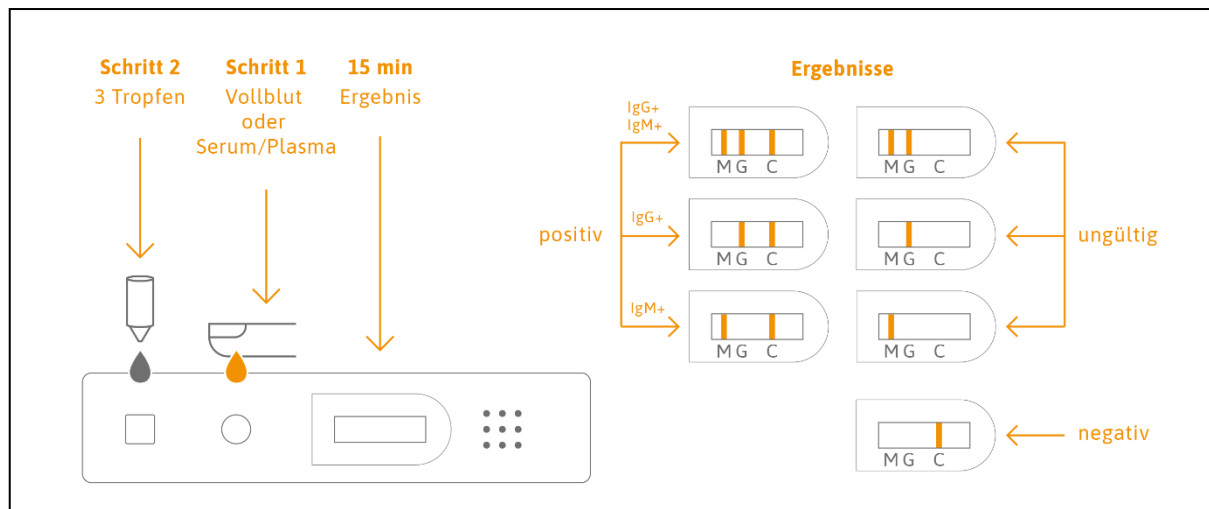 Schritt 2
3 Tropfen
Schritt 1
Vollblut
oder
Serum/Plasma
15 min
Ergebnis
Ergebnisse
IgG+
IgM+
M G C
M G C
positiv
IgG+
M G C
M G C
ungültig
IgM+
M G C
M G C
M G C
negativ